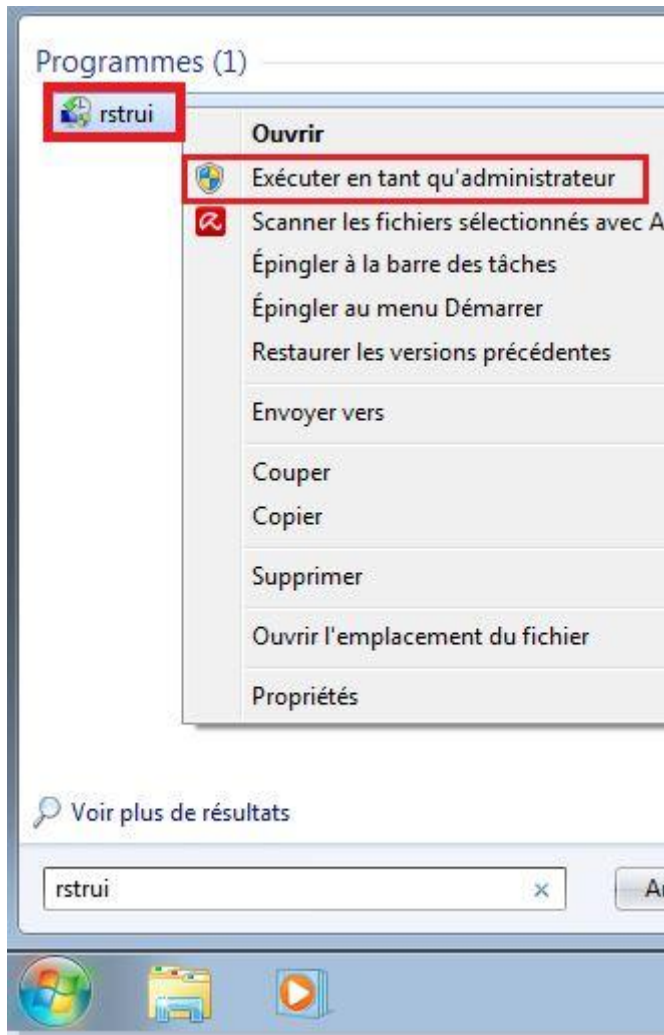 Programmes (1)
rstrui
Ouvrir
Exécuter en tant qu'administrateur
Scanner les fichiers sélectionnés avec
Épingler à la barre des tâches
Épingler au menu Démarrer
Restaurer les versions précédentes
Envoyer vers
Couper
Copier
Supprimer
Ouvrir l'emplacement du fichier
Propriétés
Voir plus de résultats
rstrui